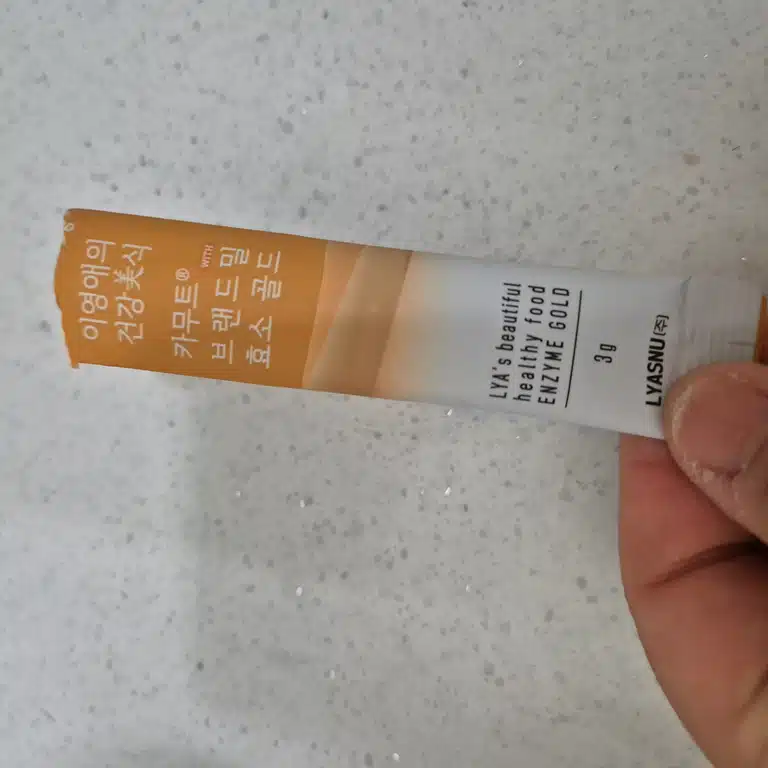 이영애의
건강美식
카무트® WITH
브랜드밀
효소 골드
LYA's beautiful
healthy food
ENZYME GOLD
3g
LYASNU(주)